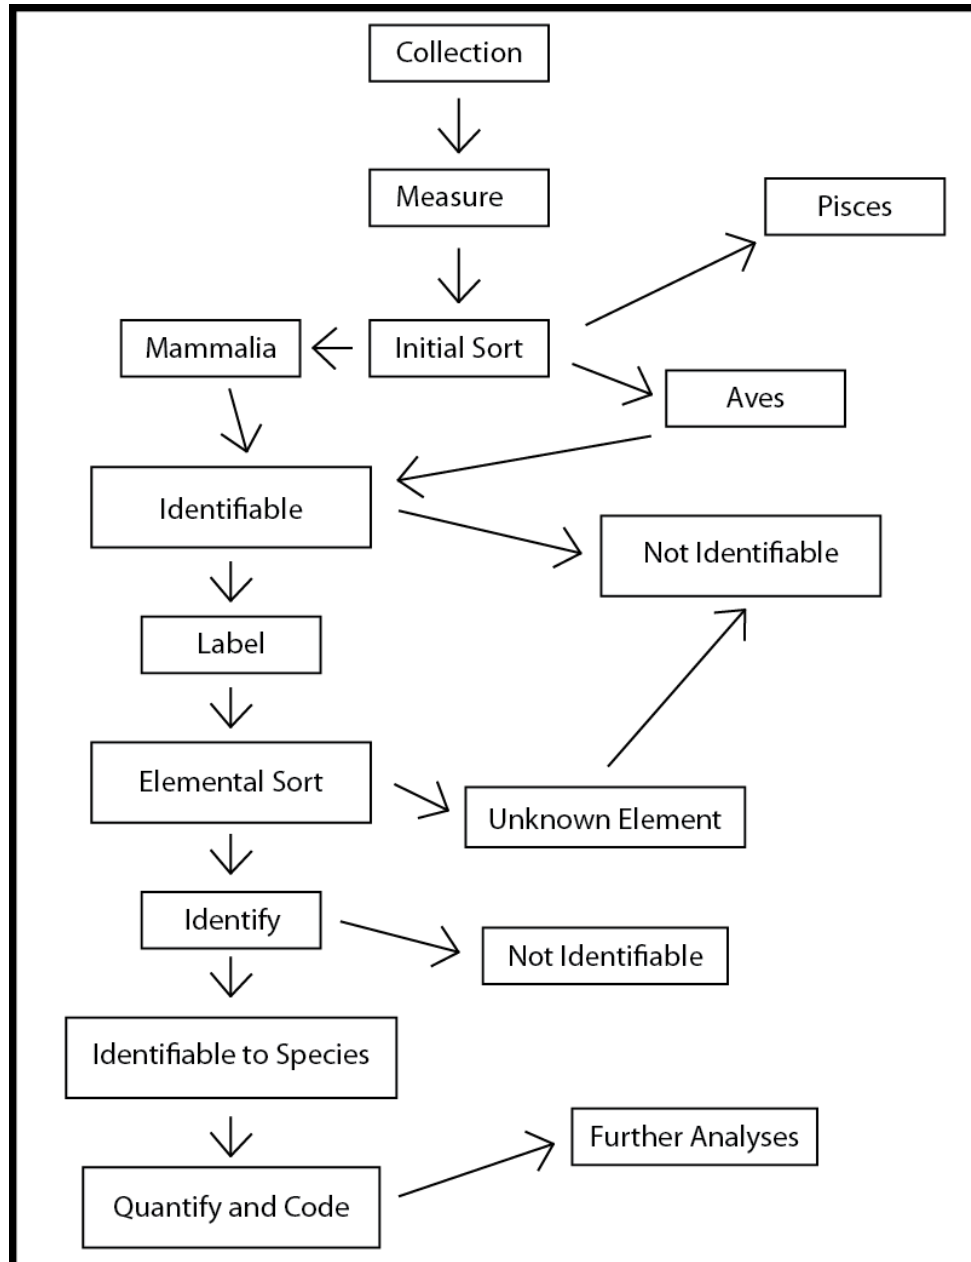 Collection
Measure
Pisces
Mammalia
Initial Sort
Aves
Identifiable
Not Identifiable
Label
Elemental Sort
Unknown Element
Identify
Not Identifiable
Identifiable to Species
Further Analyses
Quantify and Code